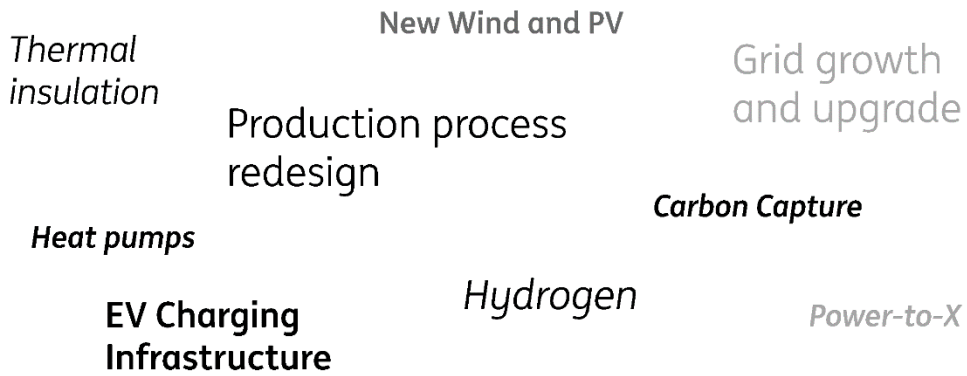 New Wind and PV
Thermal
insulation
Grid growth
and upgrade
Production process
redesign
Carbon Capture
Heat pumps
Hydrogen
EV Charging
Infrastructure
Power-to-X